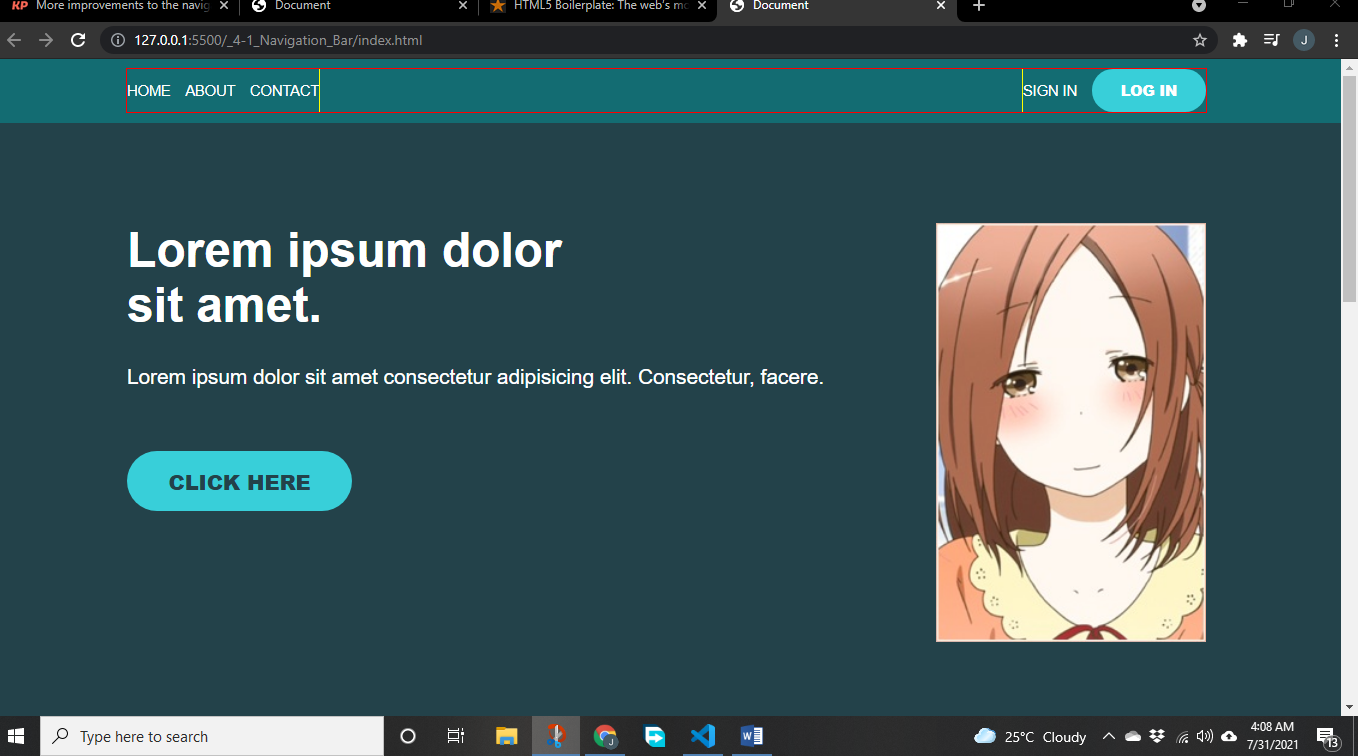 KP More improvements to the navig
Document
HTML5 Boilerplate: The web's mo
Document
127.0.0.1:5500/_4-1_Navigation_Bar/index.html
J
HOME ABOUT CONTACT
SIGN IN LOG IN
Lorem ipsum dolor
sit amet.
Lorem ipsum dolor sit amet consectetur adipisicing elit. Consectetur, facere.
CLICK HERE
Type here to search
J
W
25°C Cloudy
4:08 AM
7/31/2021
13